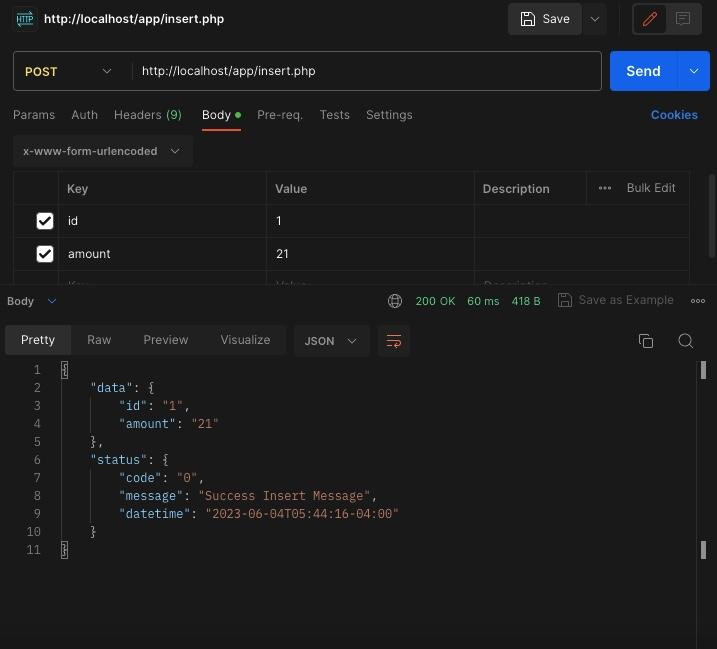 HTTP http://localhost/app/insert.php Save
POST http://localhost/app/insert.php Send
Params Auth Headers (9) Body Pre-req. Tests Settings Cookies
x-www-form-urlencoded
Key Value Description ••• Bulk Edit
id 1
amount 21
Key Value Description
Body 200 OK 60 ms 418 B Save as Example
Pretty Raw Preview Visualize JSON
1 {
2 "data": {
3 "id": "1",
4 "amount": "21"
5 },
6 "status": {
7 "code": "0",
8 "message": "Success Insert Message",
9 "datetime": "2023-06-04T05:44:16-04:00"
10 }
11 }